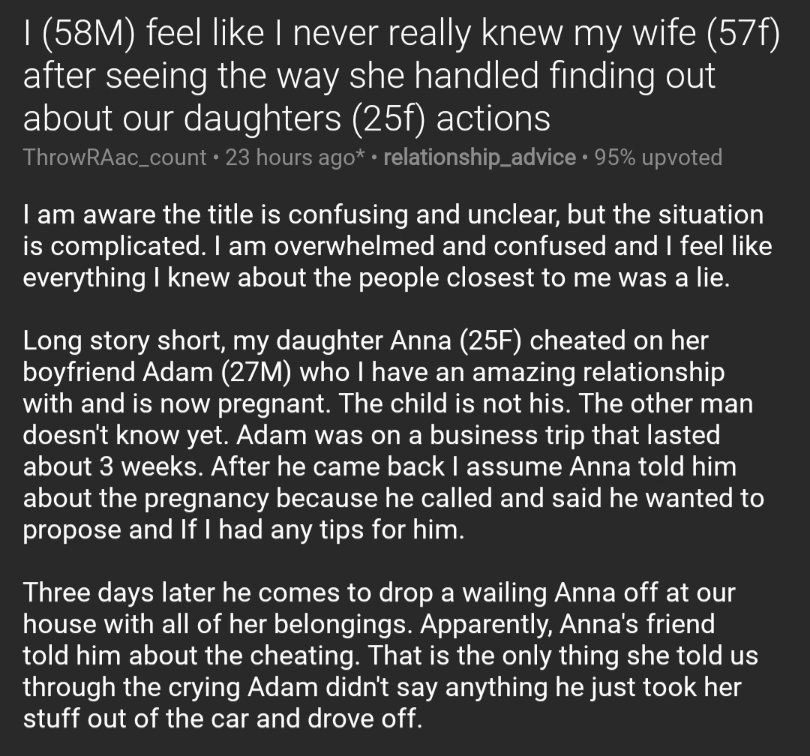 I (58M) feel like I never really knew my wife (57f)
after seeing the way she handled finding out
about our daughters (25f) actions
ThrowRAac_count • 23 hours ago* • relationship_advice • 95% upvoted
I am aware the title is confusing and unclear, but the situation
is complicated. I am overwhelmed and confused and I feel like
everything I knew about the people closest to me was a lie.
Long story short, my daughter Anna (25F) cheated on her
boyfriend Adam (27M) who I have an amazing relationship
with and is now pregnant. The child is not his. The other man
doesn't know yet. Adam was on a business trip that lasted
about 3 weeks. After he came back I assume Anna told him
about the pregnancy because he called and said he wanted to
propose and If I had any tips for him.
Three days later he comes to drop a wailing Anna off at our
house with all of her belongings. Apparently, Anna's friend
told him about the cheating. That is the only thing she told us
through the crying Adam didn't say anything he just took her
stuff out of the car and drove off.